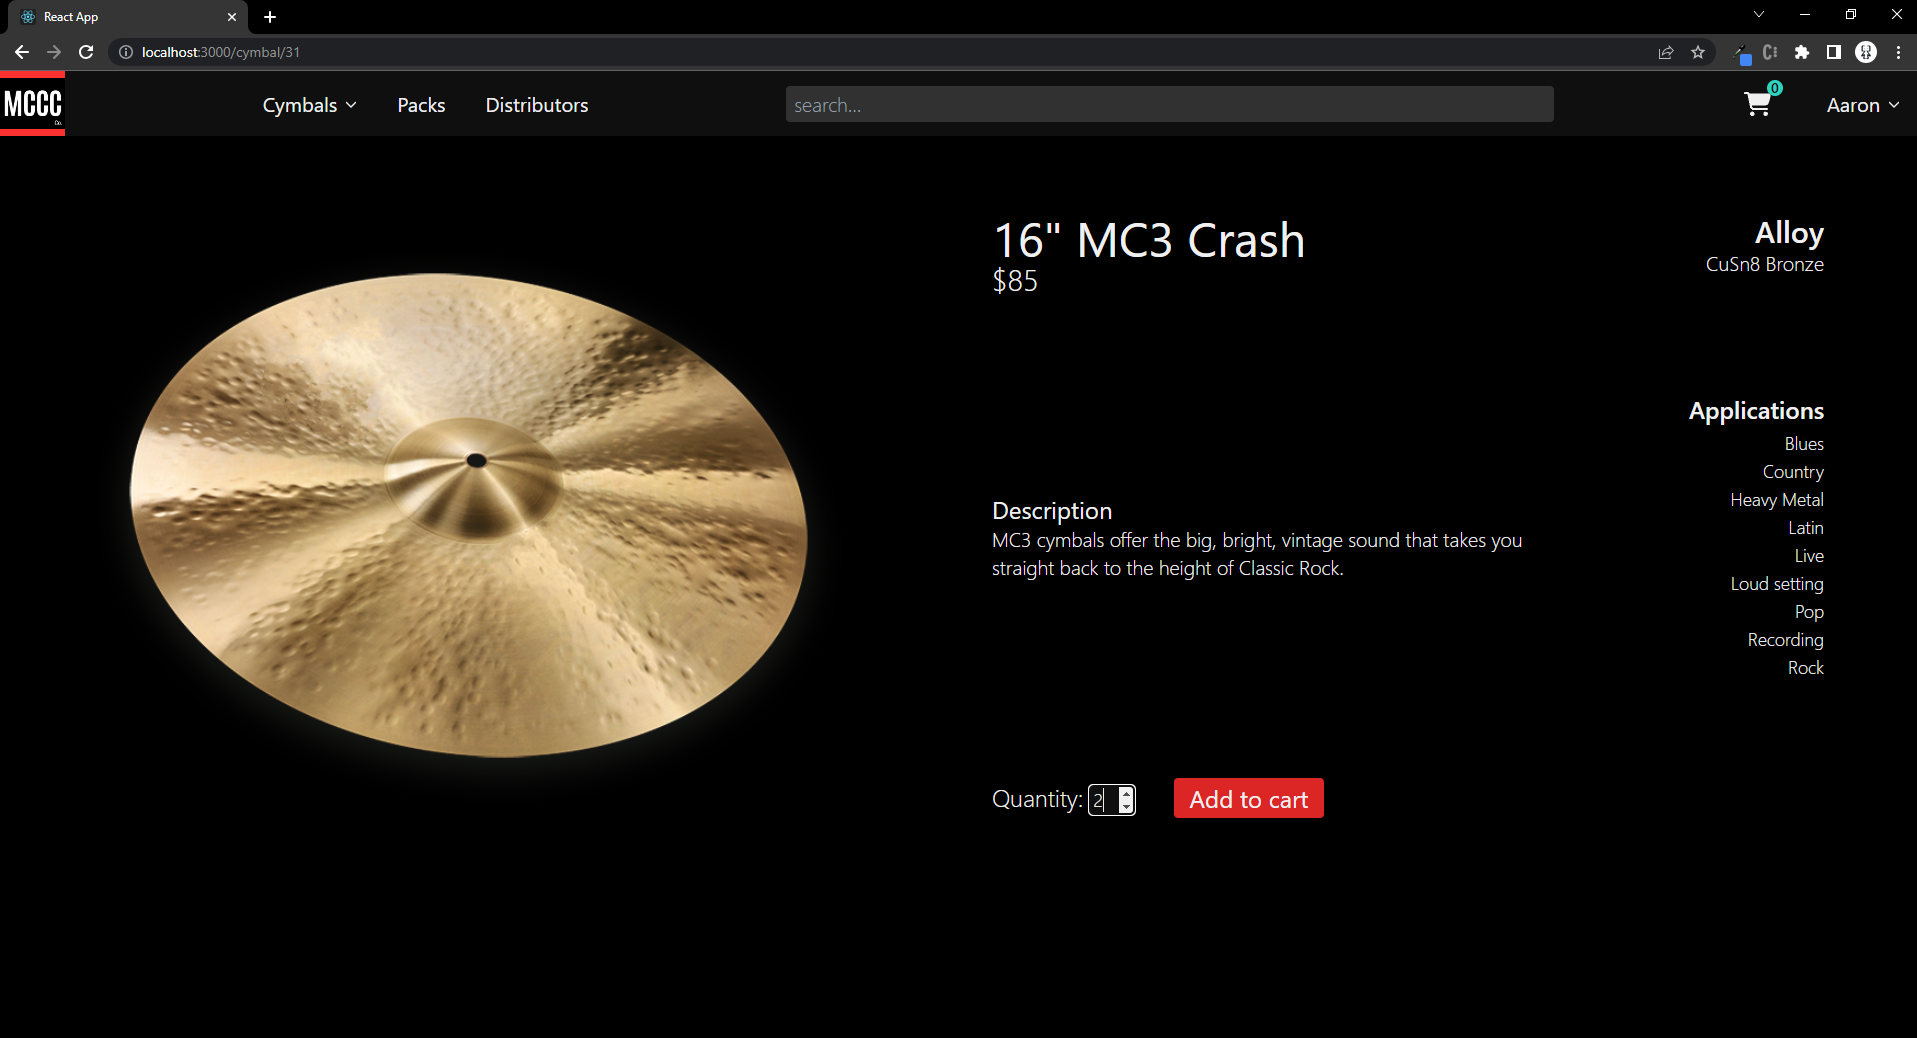 React App
localhost:3000/cymbal/31
MCCC
Co.
Cymbals
Packs
Distributors
search...
0
Aaron
16" MC3 Crash
$85
Alloy
CuSn8 Bronze
Applications
Blues
Country
Heavy Metal
Latin
Live
Loud setting
Pop
Recording
Rock
Description
MC3 cymbals offer the big, bright, vintage sound that takes you
straight back to the height of Classic Rock.
Quantity: 2
Add to cart